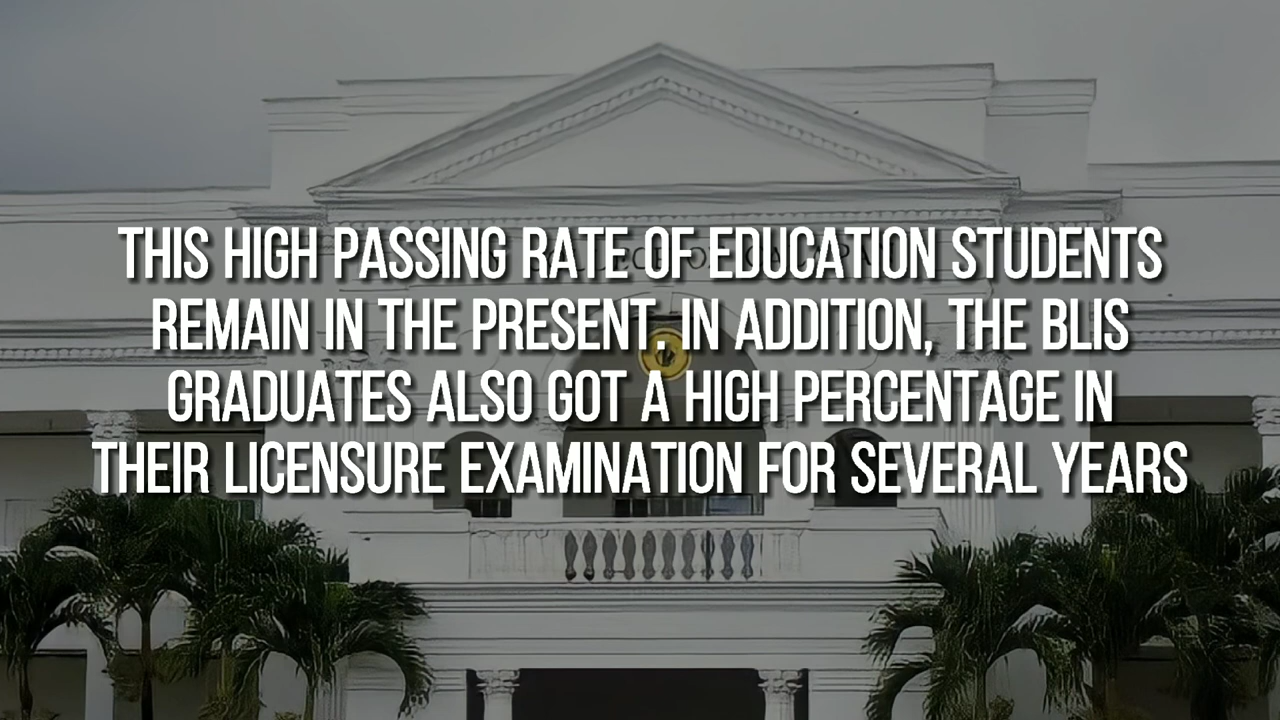 THIS HIGH PASSING RATE OF EDUCATION STUDENTS
REMAIN IN THE PRESENT. IN ADDITION, THE BLIS
GRADUATES ALSO GOT A HIGH PERCENTAGE IN
THEIR LICENSURE EXAMINATION FOR SEVERAL YEARS